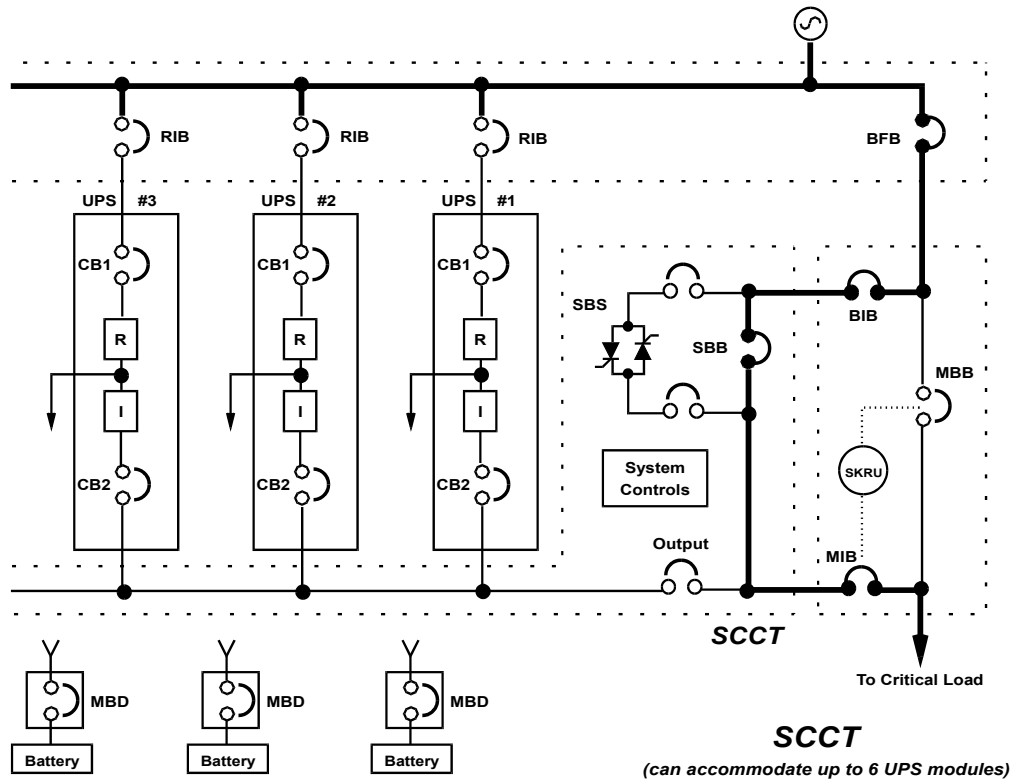 RIB
RIB
RIB
BFB
UPS #3
UPS #2
UPS #1
CB1
CB1
CB1
SBS
BIB
R
R
R
SBB
MBB
I
I
I
System
Controls
SKRU
CB2
CB2
CB2
Output
MIB
SCCT
MBD
MBD
MBD
To Critical Load
Battery
Battery
Battery
SCCT
(can accommodate up to 6 UPS modules)